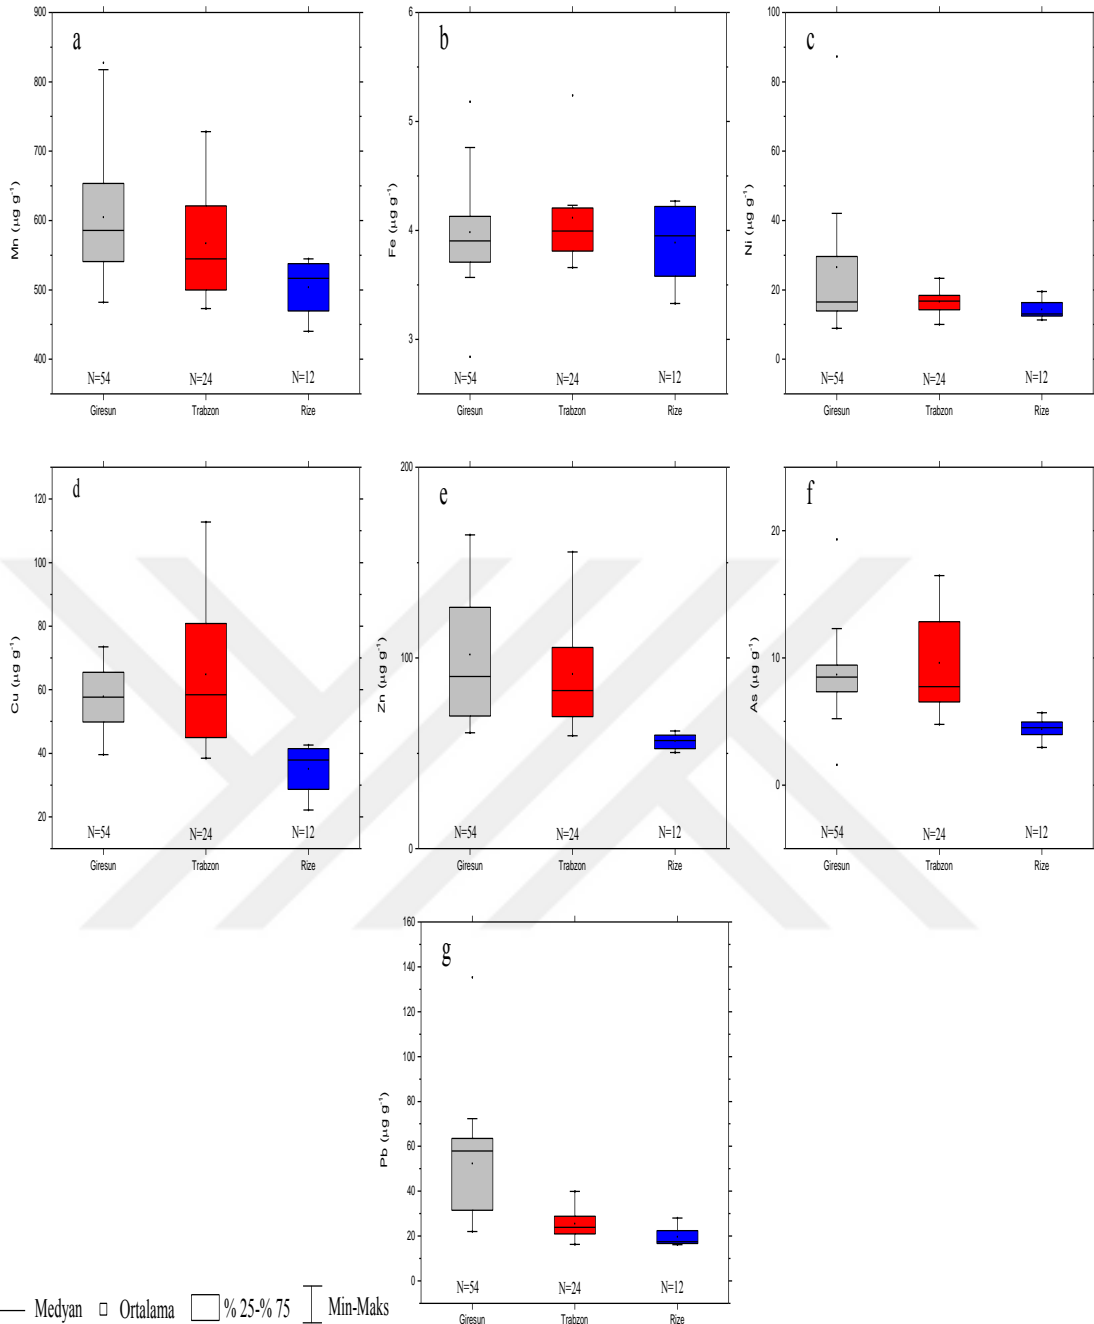 a
900
800
700
600
500
400
Mn (µg g⁻¹)
N=54 N=24 N=12
Giresun Trabzon Rize
b
6
5
4
3
Fe (µg g⁻¹)
N=54 N=24 N=12
Giresun Trabzon Rize
c
100
80
60
40
20
0
Ni (µg g⁻¹)
N=54 N=24 N=12
Giresun Trabzon Rize
d
120
100
80
60
40
20
Cu (µg g⁻¹)
N=54 N=24 N=12
Giresun Trabzon Rize
e
200
100
0
Zn (µg g⁻¹)
N=54 N=24 N=12
Giresun Trabzon Rize
f
20
10
0
As (µg g⁻¹)
N=54 N=24 N=12
Giresun Trabzon Rize
g
160
140
120
100
80
60
40
20
0
Pb (µg g⁻¹)
N=54 N=24 N=12
Giresun Trabzon Rize
Medyan Ortalama % 25-% 75 Min-Maks